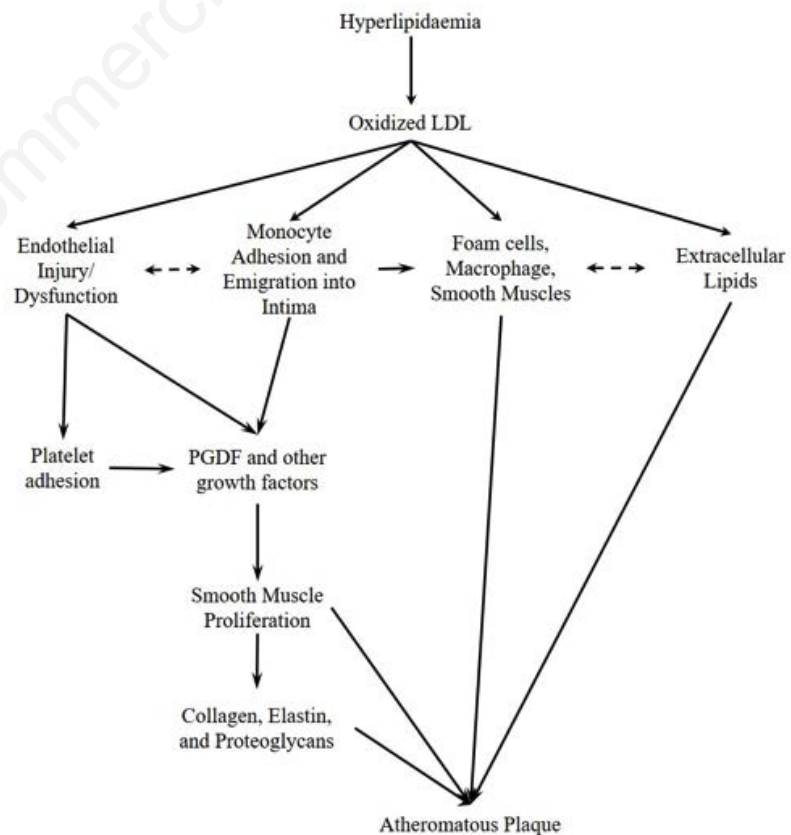 ommerc
Hyperlipidaemia
Oxidized LDL
Endothelial
Injury/
Dysfunction
Monocyte
Adhesion and
Emigration into
Intima
Foam cells,
Macrophage,
Smooth Muscles
Extracellular
Lipids
Platelet
adhesion
PGDF and other
growth factors
Smooth Muscle
Proliferation
Collagen, Elastin,
and Proteoglycans
Atheromatous Plaque